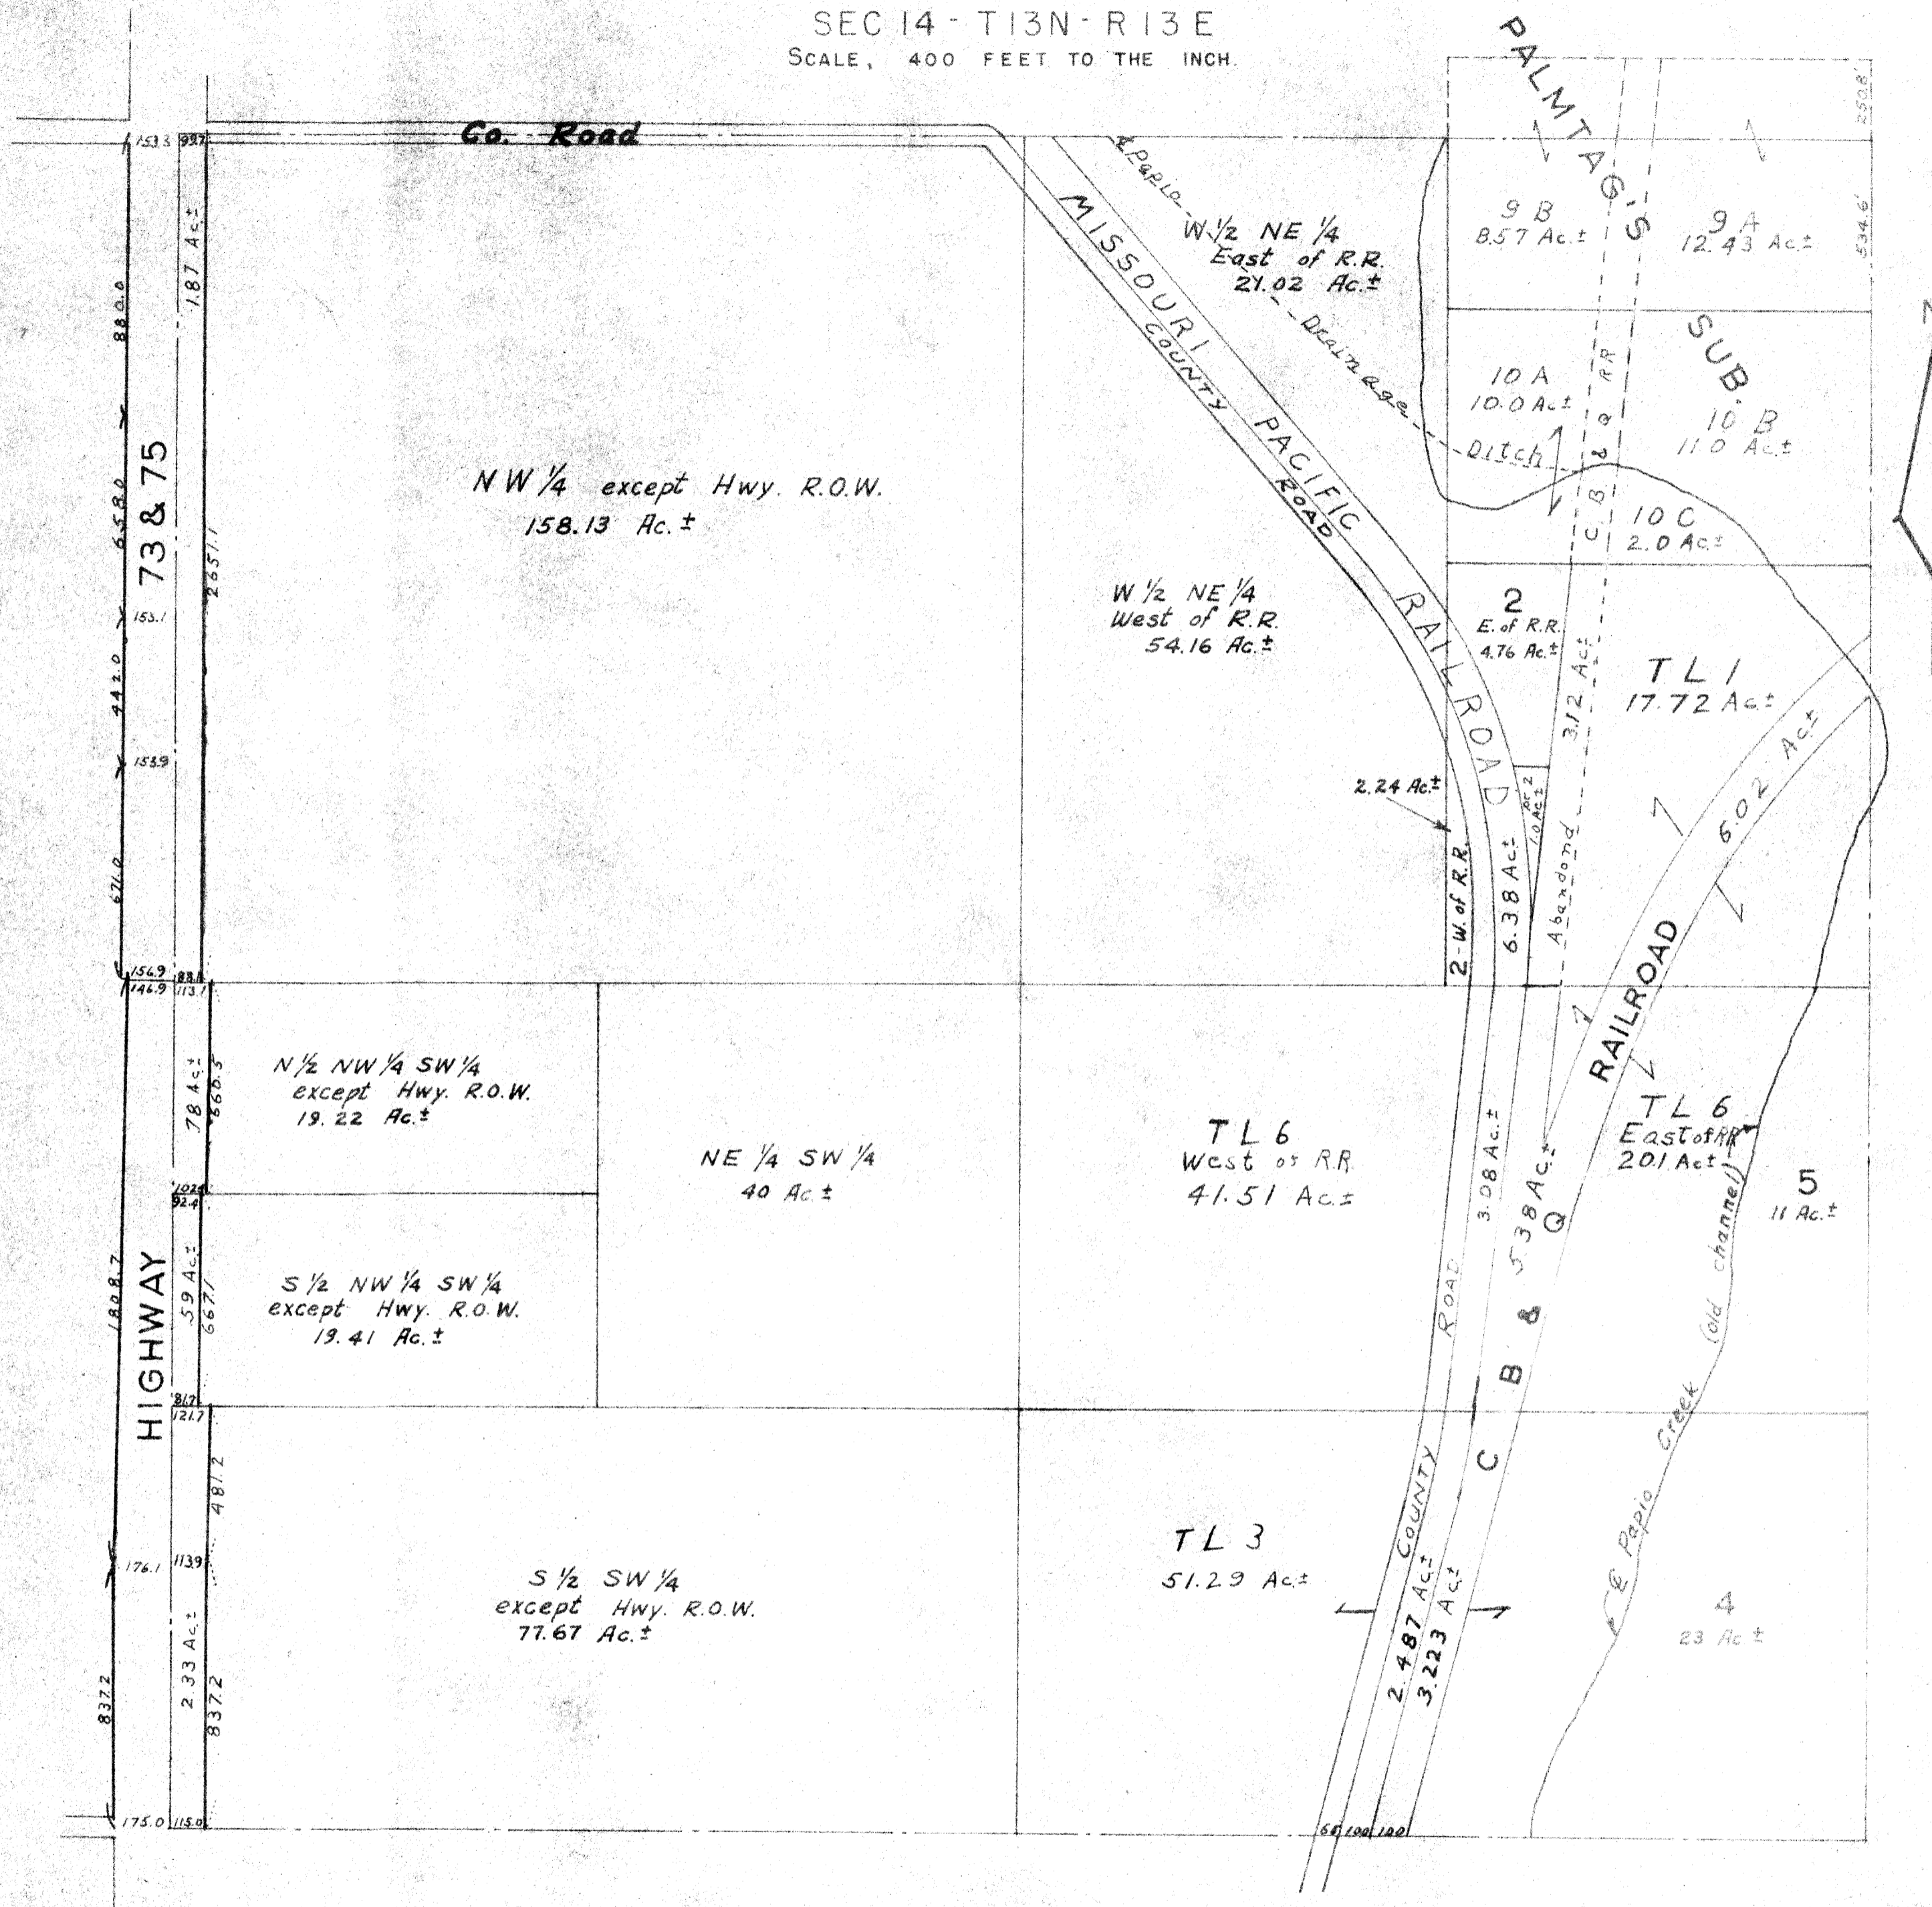 SEC 14 - T13N - R13E
SCALE, 400 FEET TO THE INCH.
PALMTAG'S
SUB.
250.8'
534.6'
153.3
99.7
Co. Road
1.87 Ac.±
880.0
658.0
153.1
442.0
153.9
671.0
2651.1
73 & 75
℄ Papio
Drainage
Ditch
W ½ NE ¼
East of R.R.
21.02 Ac.±
9 B
8.57 Ac.±
9 A
12.43 Ac.±
10 A
10.0 Ac.±
10 B
11.0 Ac.±
10 C
2.0 Ac.±
C B & Q RR
MISSOURI PACIFIC RAILROAD
COUNTY ROAD
NW ¼ except Hwy. R.O.W.
158.13 Ac.±
W ½ NE ¼
West of R.R.
54.16 Ac.±
2
E. of R.R.
4.76 Ac.±
3.12 Ac.±
Abandond
TL 1
17.72 Ac.±
6.02 Ac.±
2.24 Ac.±
2-W. of R.R.
6.38 Ac.±
1.0 Ac.±
156.9
88.1
146.9
113.1
.78 Ac.±
660.5
N ½ NW ¼ SW ¼
except Hwy. R.O.W.
19.22 Ac.±
NE ¼ SW ¼
40 Ac.±
TL 6
West of R.R.
41.51 Ac.±
3.08 Ac.±
5.38 Ac.±
RAILROAD
C B & Q
TL 6
East of RR
20.1 Ac.±
5
11 Ac.±
92.4
.59 Ac.±
667.1
1808.7
HIGHWAY
S ½ NW ¼ SW ¼
except Hwy. R.O.W.
19.41 Ac.±
81.7
121.7
481.2
176.1
113.9
2.33 Ac.±
837.2
837.2
S ½ SW ¼
except Hwy. R.O.W.
77.67 Ac.±
TL 3
51.29 Ac.±
COUNTY ROAD
2.487 Ac.±
3.223 Ac.±
℄ Papio Creek (old channel)
4
23 Ac.±
175.0
115.0
66
100
100